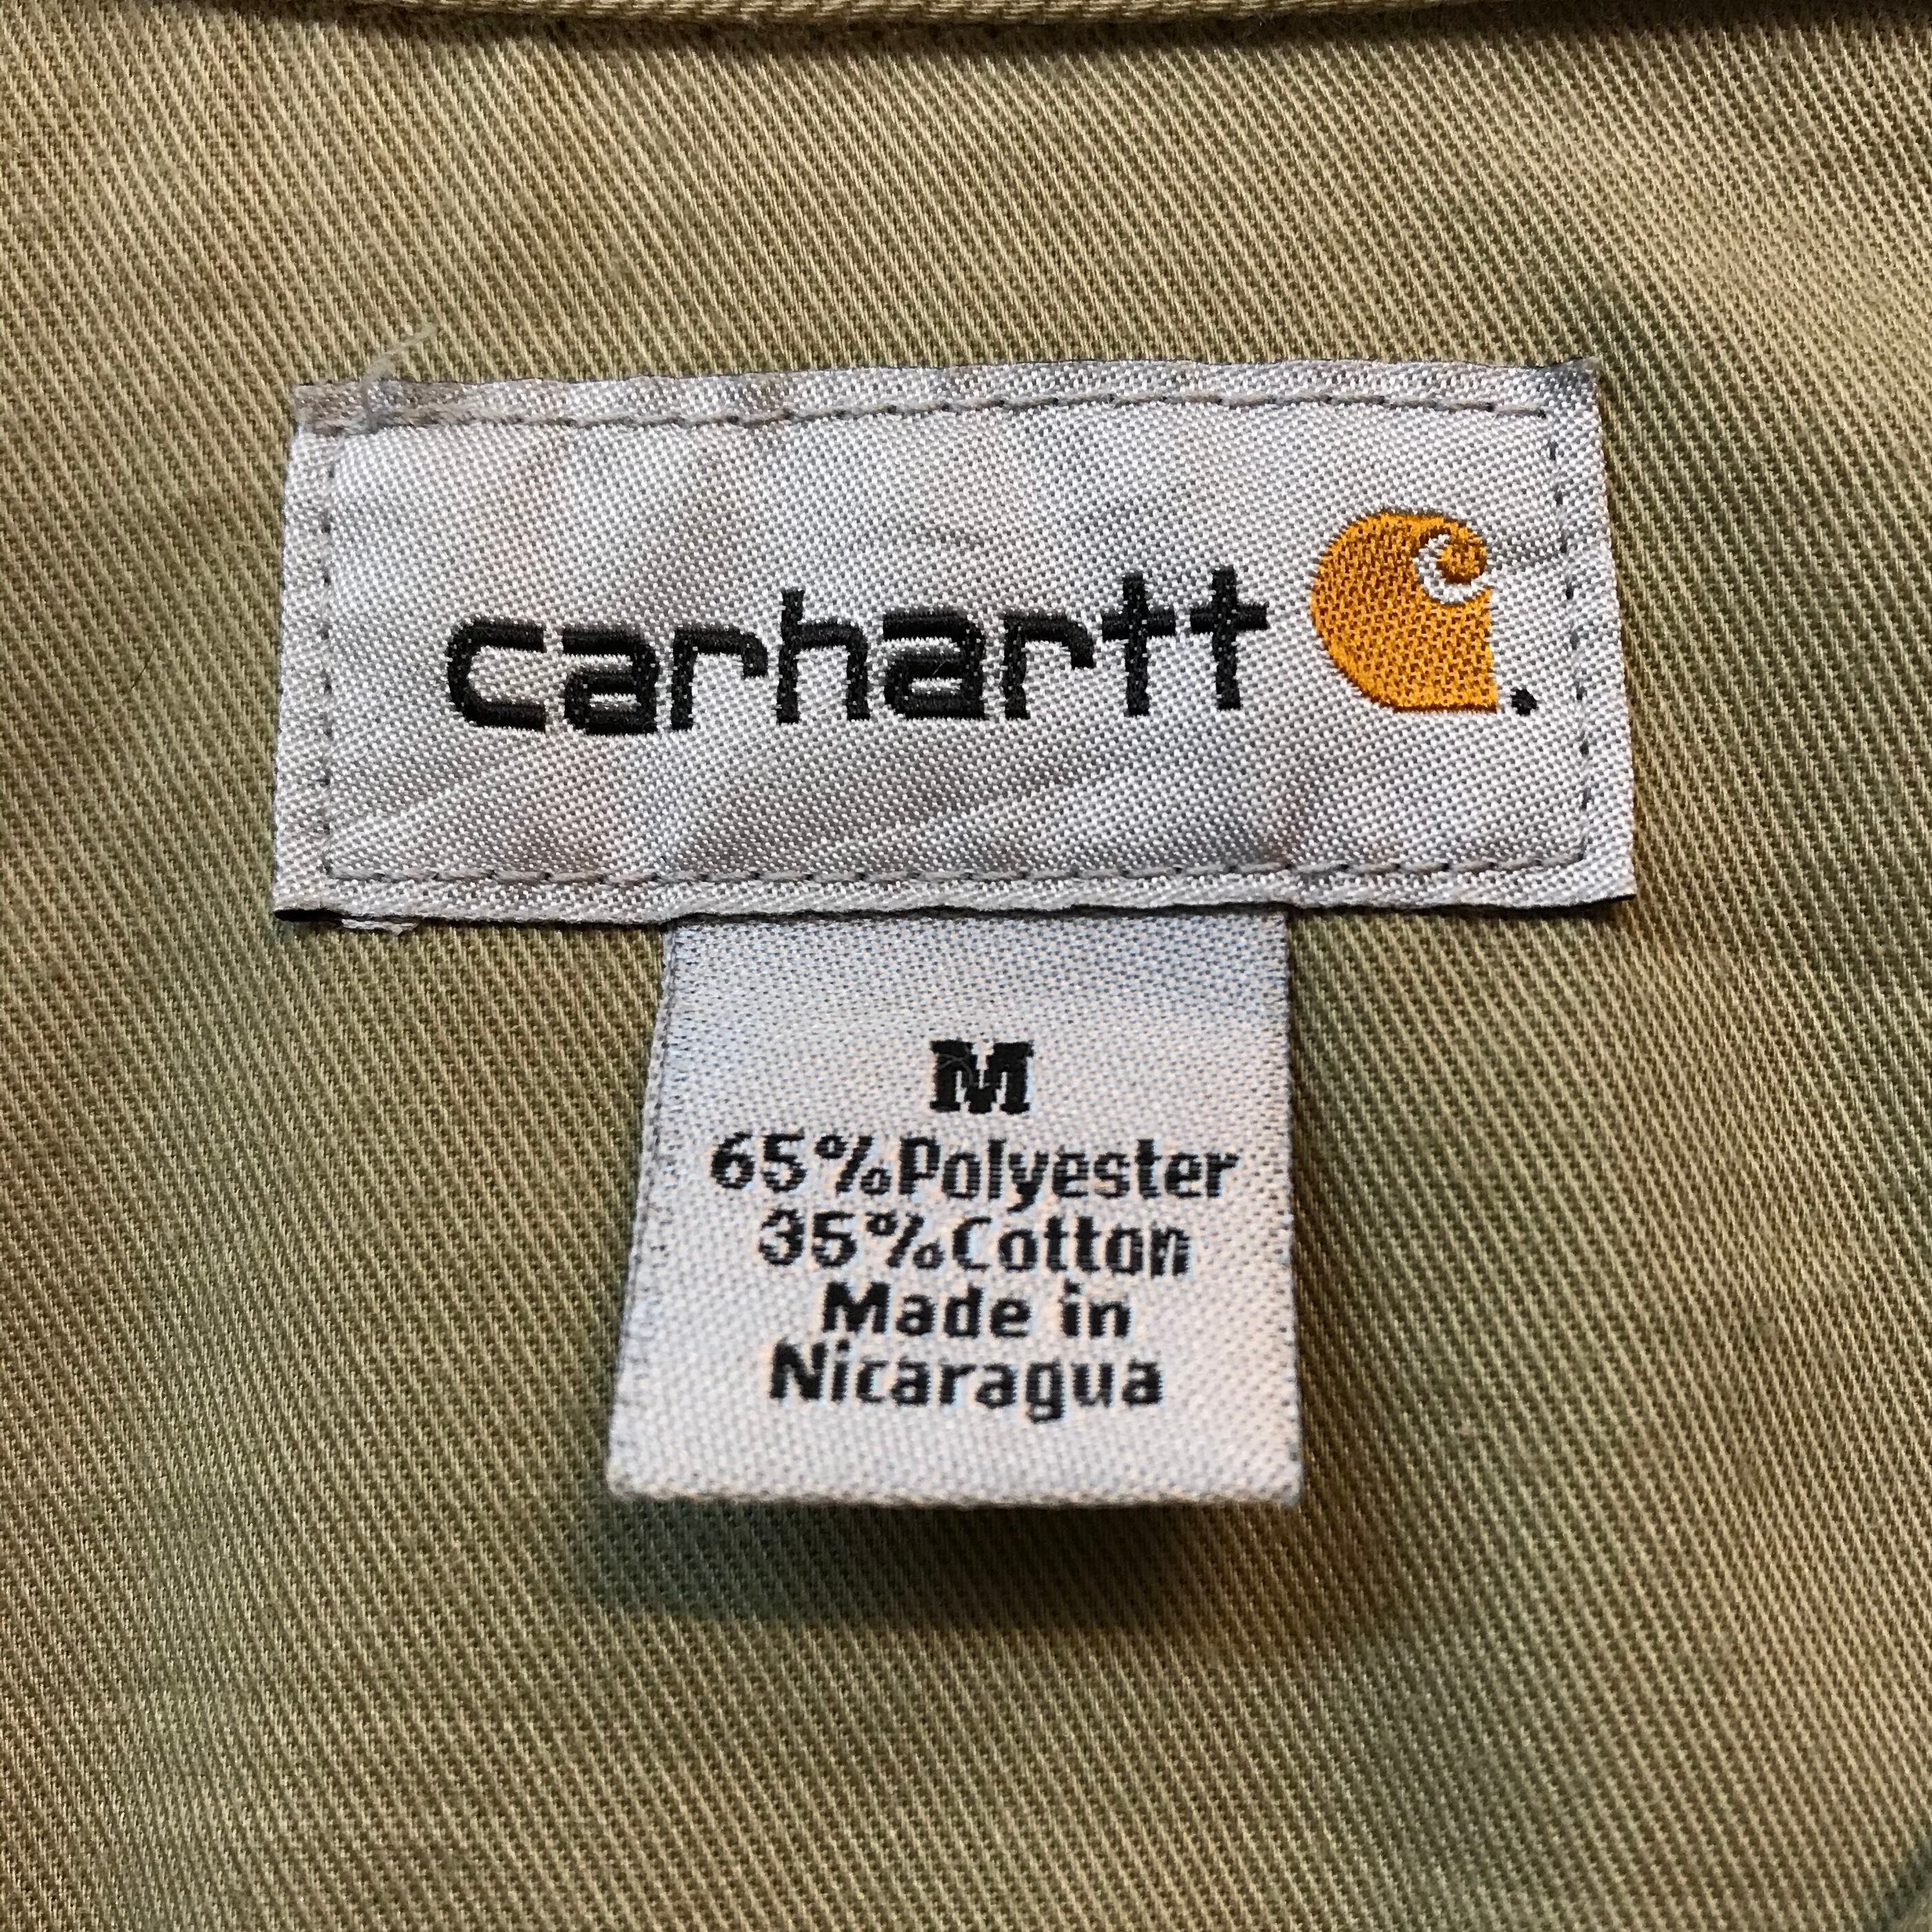 carhartt
M
65%Polyester
35%Cotton
Made in
Nicaragua